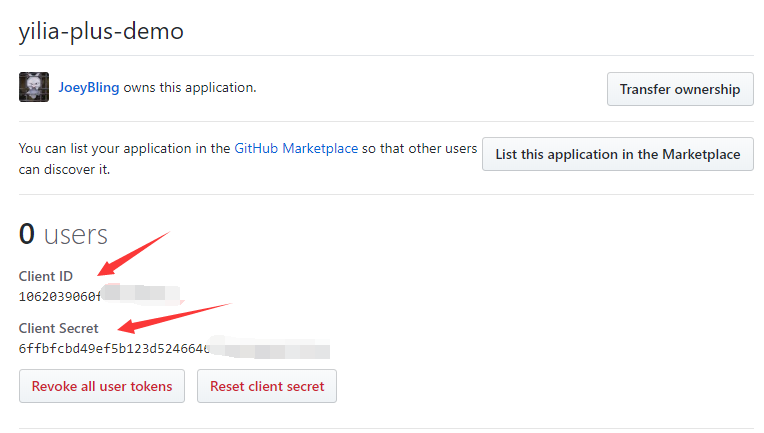 yilia-plus-demo
JoeyBling owns this application.
Transfer ownership
You can list your application in the GitHub Marketplace so that other users
can discover it.
List this application in the Marketplace
0 users
Client ID
1062039060f
Client Secret
6ffbfcbd49ef5b123d524664
Revoke all user tokens
Reset client secret